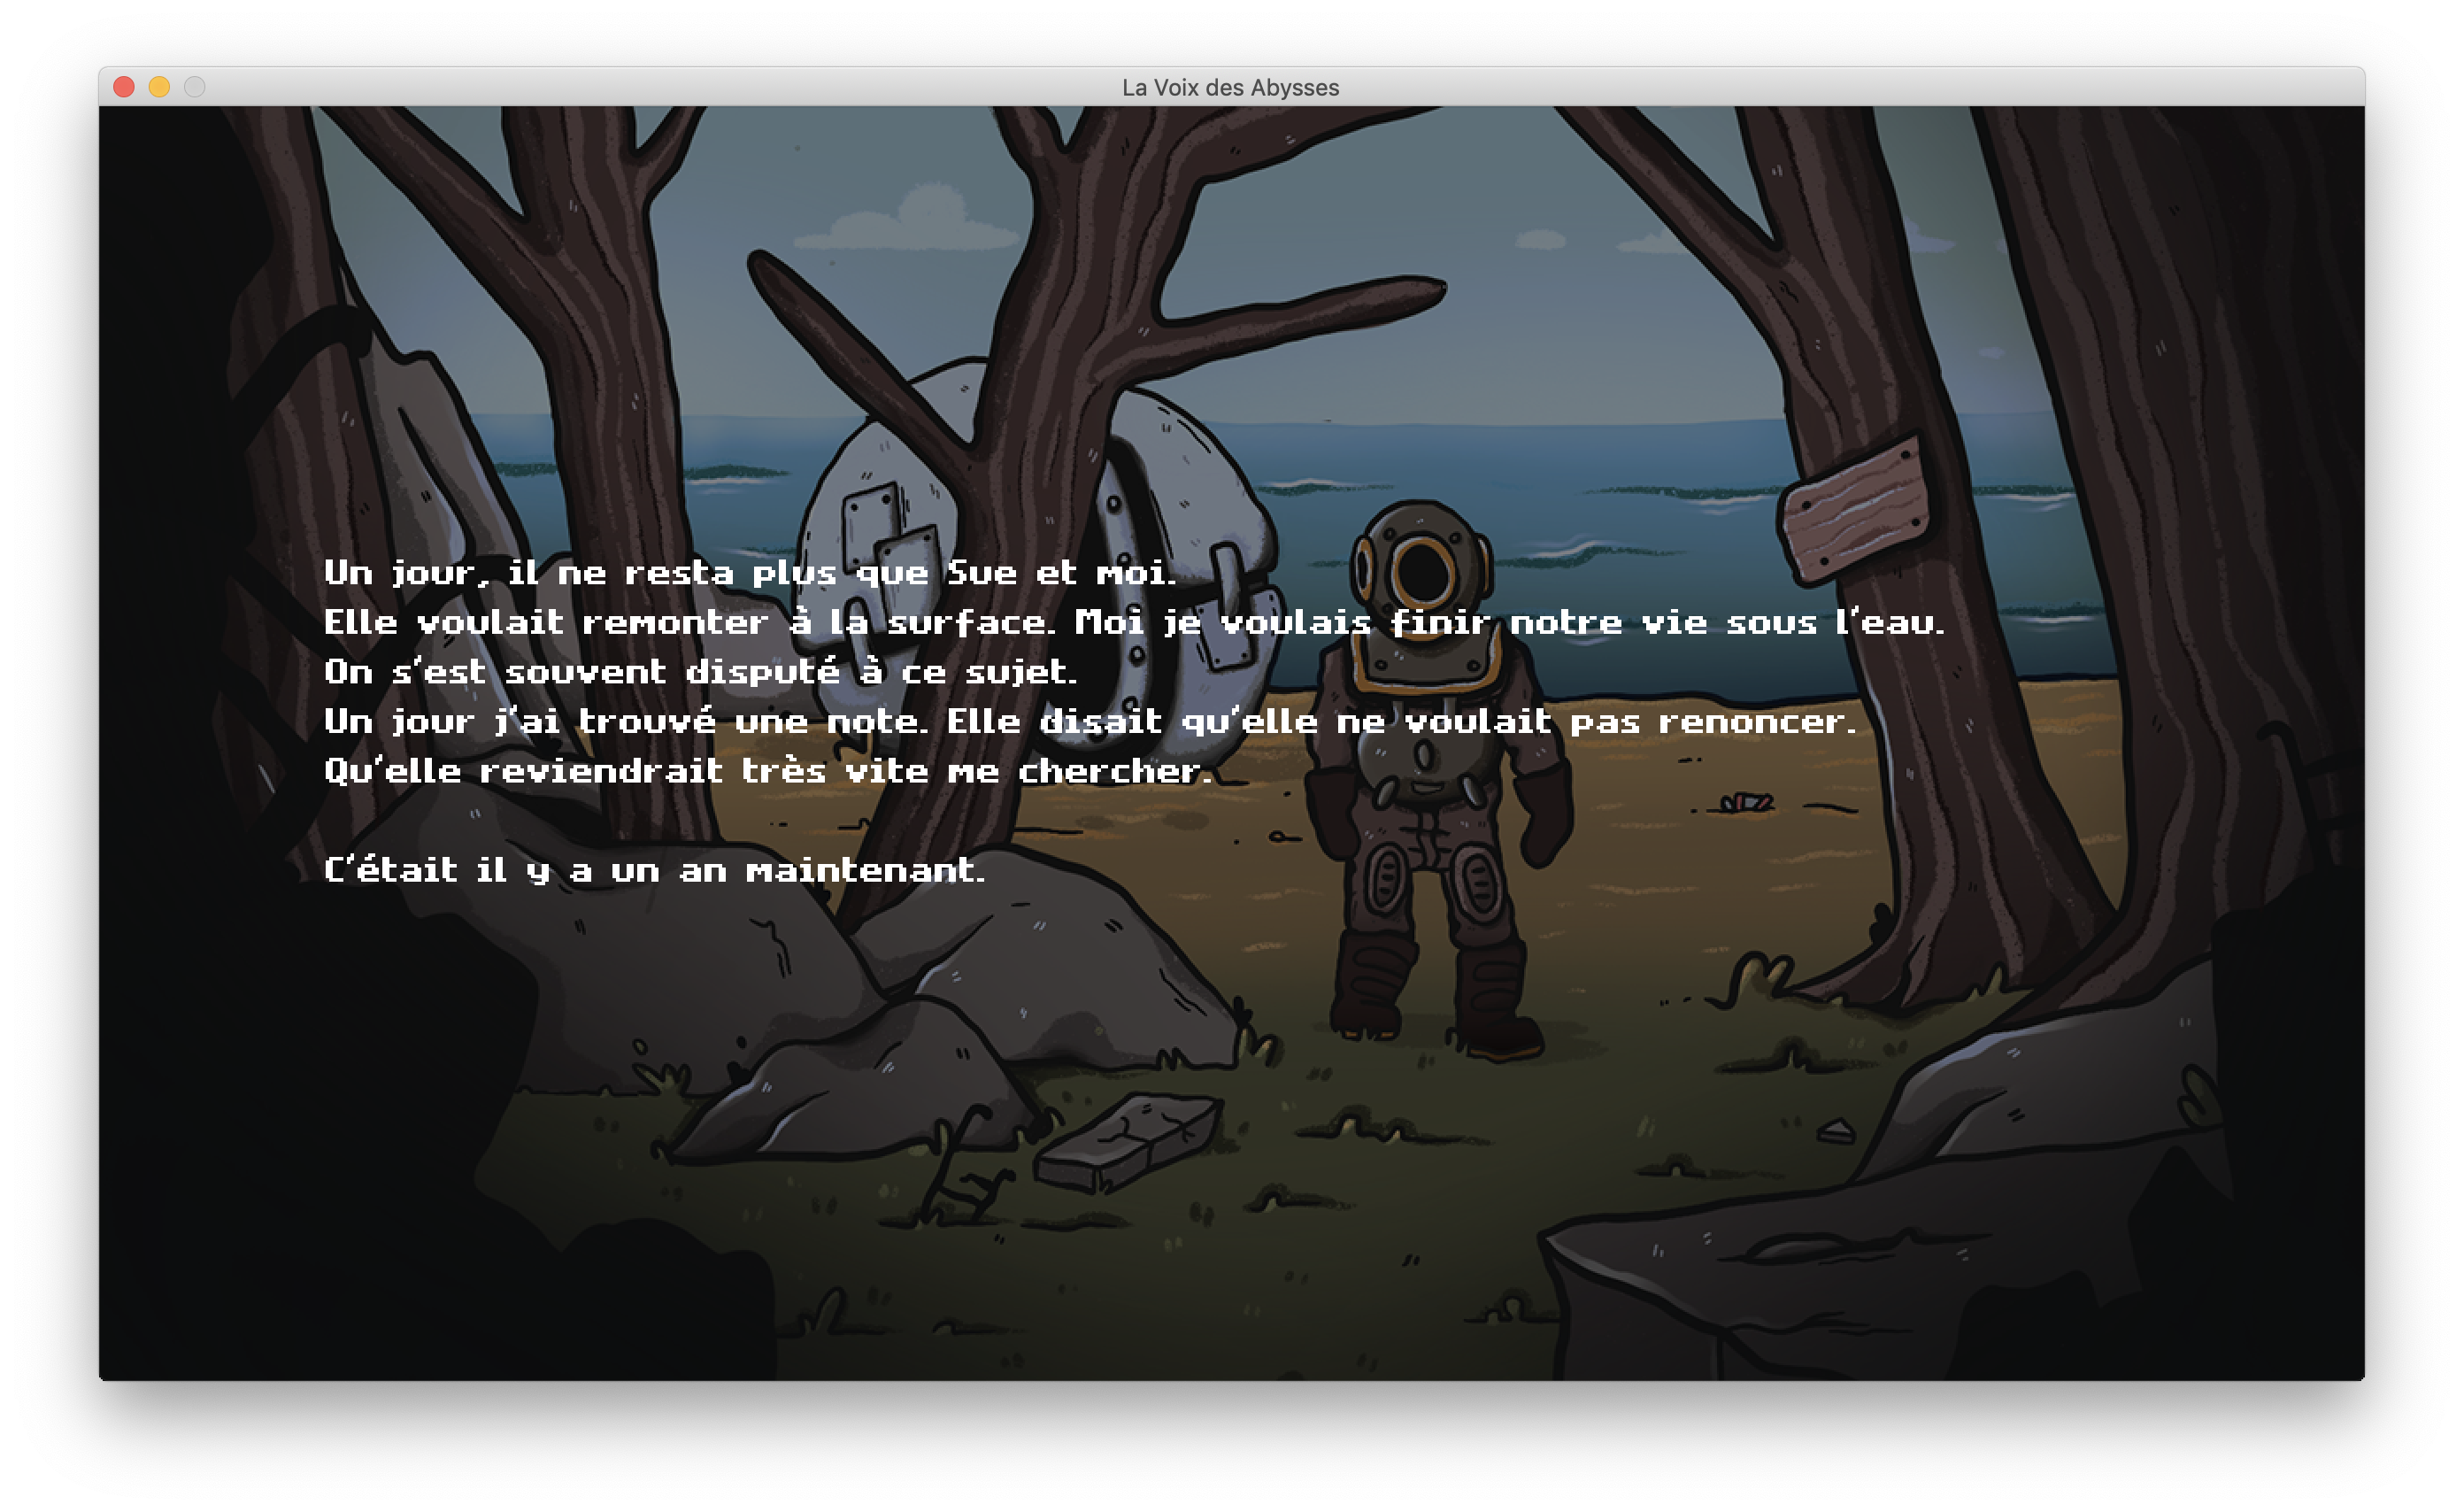 La Voix des Abysses
Un jour, il ne resta plus que Sue et moi.
Elle voulait remonter à la surface. Moi je voulais finir notre vie sous l'eau.
On s'est souvent disputé à ce sujet.
Un jour j'ai trouvé une note. Elle disait qu'elle ne voulait pas renoncer.
Qu'elle reviendrait très vite me chercher.
C'était il y a un an maintenant.